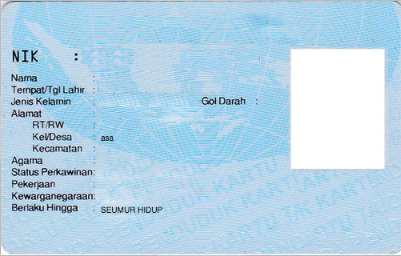 NIK :
Nama :
Tempat/Tgl Lahir :
Jenis Kelamin : Gol Darah :
Alamat :
RT/RW :
Kel/Desa : asa
Kecamatan :
Agama :
Status Perkawinan:
Pekerjaan :
Kewarganegaraan:
Berlaku Hingga : SEUMUR HIDUP